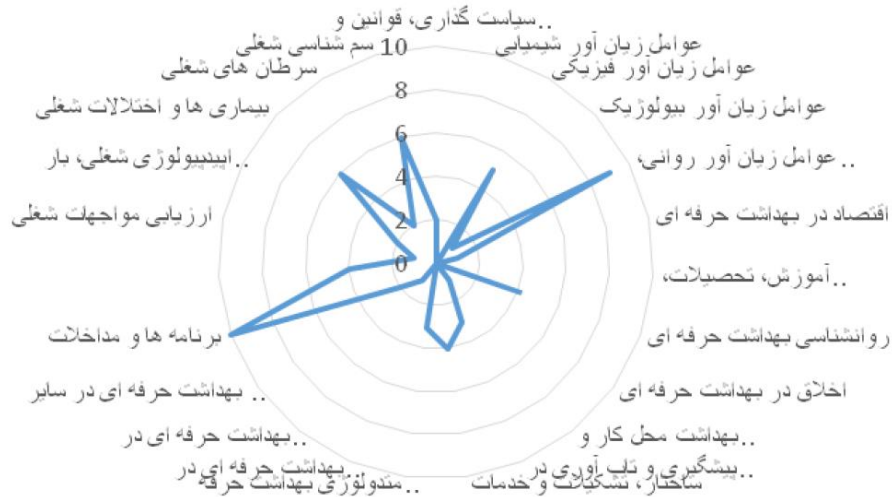 سیاست گذاری، قوانین و..
عوامل زیان آور شیمیایی
عوامل زیان آور فیزیکی
عوامل زیان آور بیولوژیک
عوامل زیان آور روانی،..
اقتصاد در بهداشت حرفه ای
آموزش، تحصیلات،..
روانشناسی بهداشت حرفه ای
اخلاق در بهداشت حرفه ای
بهداشت محل کار و..
پیشگیری و تاب آوری در..
ساختار، تشکیلات و خدمات
متدولوژی بهداشت حرفه..
بهداشت حرفه ای در..
بهداشت حرفه ای در..
بهداشت حرفه ای در سایر..
برنامه ها و مداخلات
ارزیابی مواجهات شغلی
اپیدمیولوژی شغلی، بار..
بیماری ها و اختلالات شغلی
سرطان های شغلی
سم شناسی شغلی
10
8
6
4
2
0